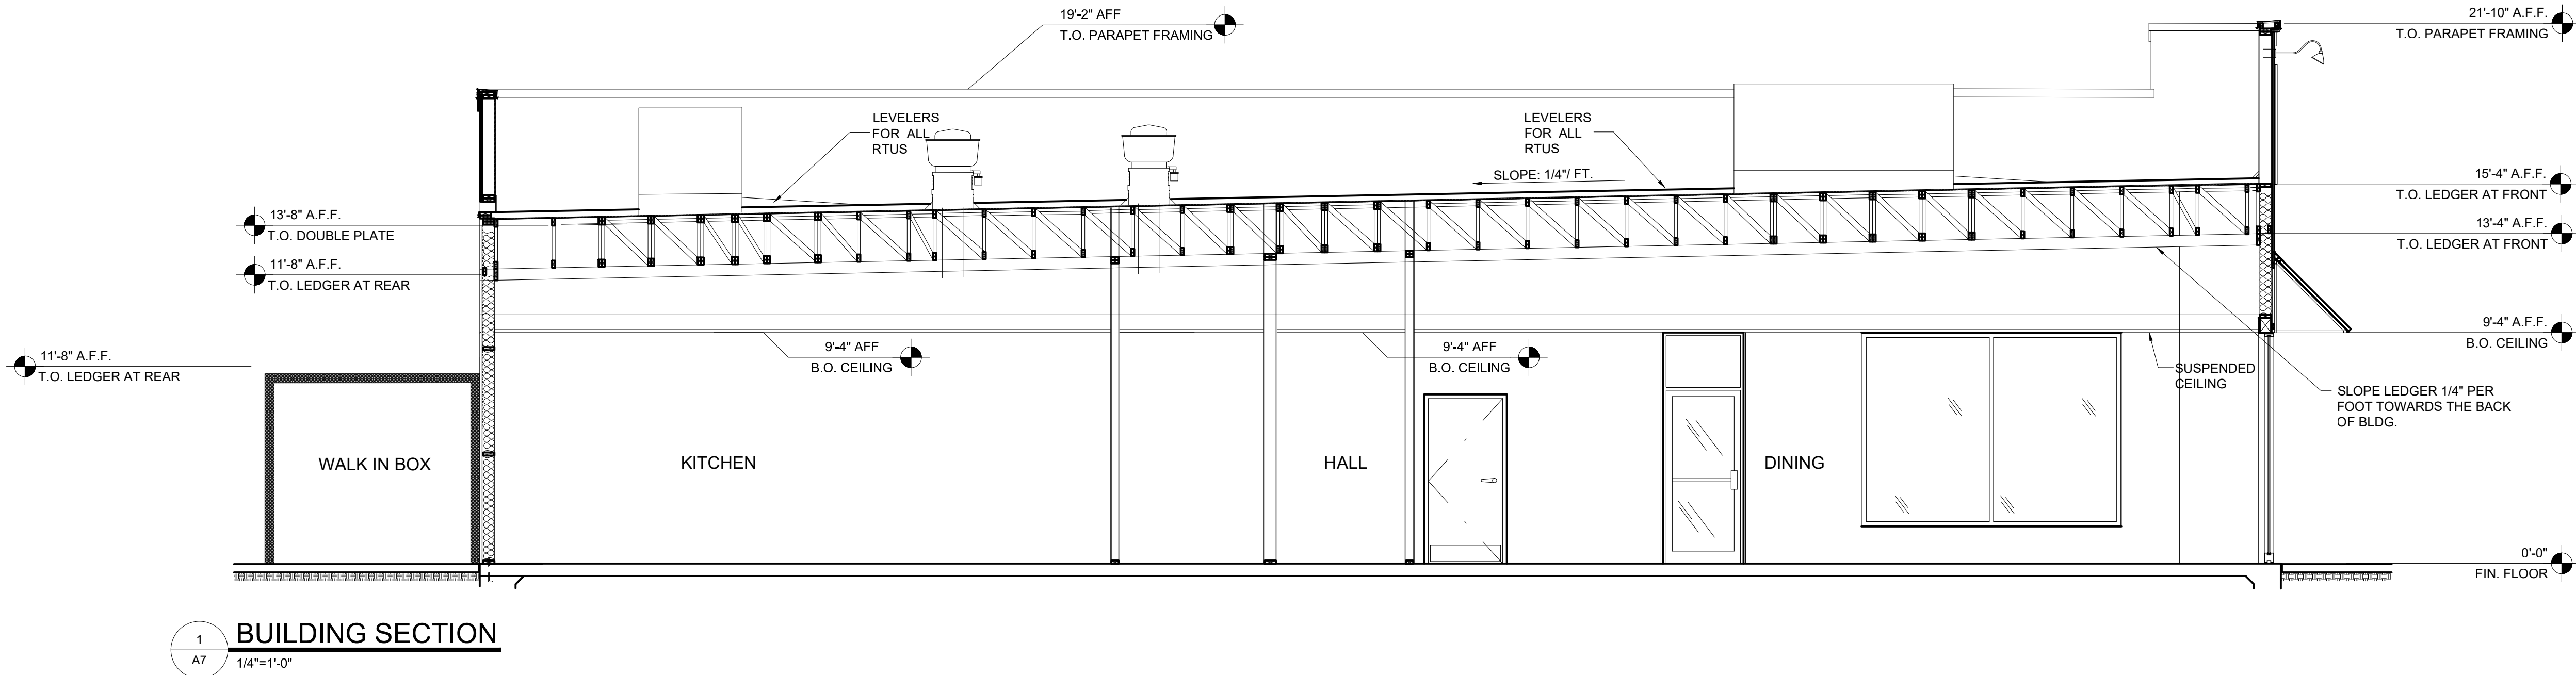 19'-2" AFF
T.O. PARAPET FRAMING
21'-10" A.F.F.
T.O. PARAPET FRAMING
LEVELERS
FOR ALL
RTUS
LEVELERS
FOR ALL
RTUS
SLOPE: 1/4"/ FT.
15'-4" A.F.F.
T.O. LEDGER AT FRONT
13'-8" A.F.F.
T.O. DOUBLE PLATE
13'-4" A.F.F.
T.O. LEDGER AT FRONT
11'-8" A.F.F.
T.O. LEDGER AT REAR
9'-4" A.F.F.
B.O. CEILING
11'-8" A.F.F.
T.O. LEDGER AT REAR
9'-4" AFF
B.O. CEILING
9'-4" AFF
B.O. CEILING
SUSPENDED
CEILING
SLOPE LEDGER 1/4" PER
FOOT TOWARDS THE BACK
OF BLDG.
WALK IN BOX
KITCHEN
HALL
DINING
0'-0"
FIN. FLOOR
1
A7
BUILDING SECTION
1/4"=1'-0"